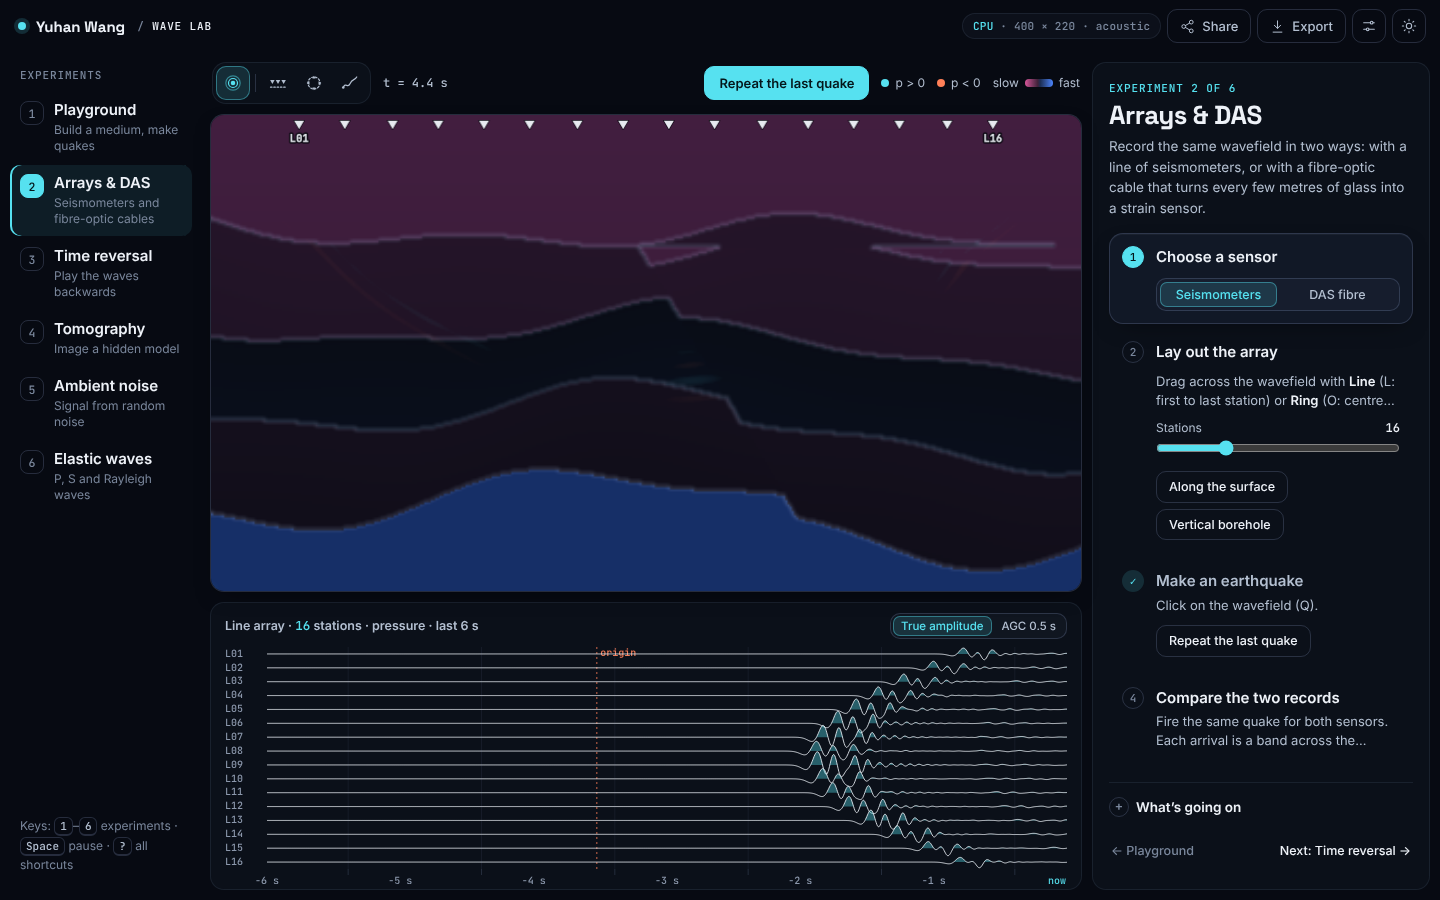 Yuhan Wang / WAVE LAB
CPU · 400 × 220 · acoustic
Share
Export
EXPERIMENTS
1
Playground
Build a medium, make
quakes
2
Arrays & DAS
Seismometers and
fibre-optic cables
3
Time reversal
Play the waves
backwards
4
Tomography
Image a hidden model
5
Ambient noise
Signal from random
noise
6
Elastic waves
P, S and Rayleigh
waves
Keys: 1 – 6 experiments ·
Space pause · ? all
shortcuts
t = 4.4 s
Repeat the last quake
p > 0
p < 0
slow
fast
L01
L16
Line array · 16 stations · pressure · last 6 s
True amplitude
AGC 0.5 s
origin
L01
L02
L03
L04
L05
L06
L07
L08
L09
L10
L11
L12
L13
L14
L15
L16
-6 s
-5 s
-4 s
-3 s
-2 s
-1 s
now
EXPERIMENT 2 OF 6
Arrays & DAS
Record the same wavefield in two ways: with a
line of seismometers, or with a fibre-optic
cable that turns every few metres of glass into
a strain sensor.
1
Choose a sensor
Seismometers
DAS fibre
2
Lay out the array
Drag across the wavefield with Line (L:
first to last station) or Ring (O: centre...
Stations
16
Along the surface
Vertical borehole
✓
Make an earthquake
Click on the wavefield (Q).
Repeat the last quake
4
Compare the two records
Fire the same quake for both sensors.
Each arrival is a band across the...
+ What's going on
← Playground
Next: Time reversal →